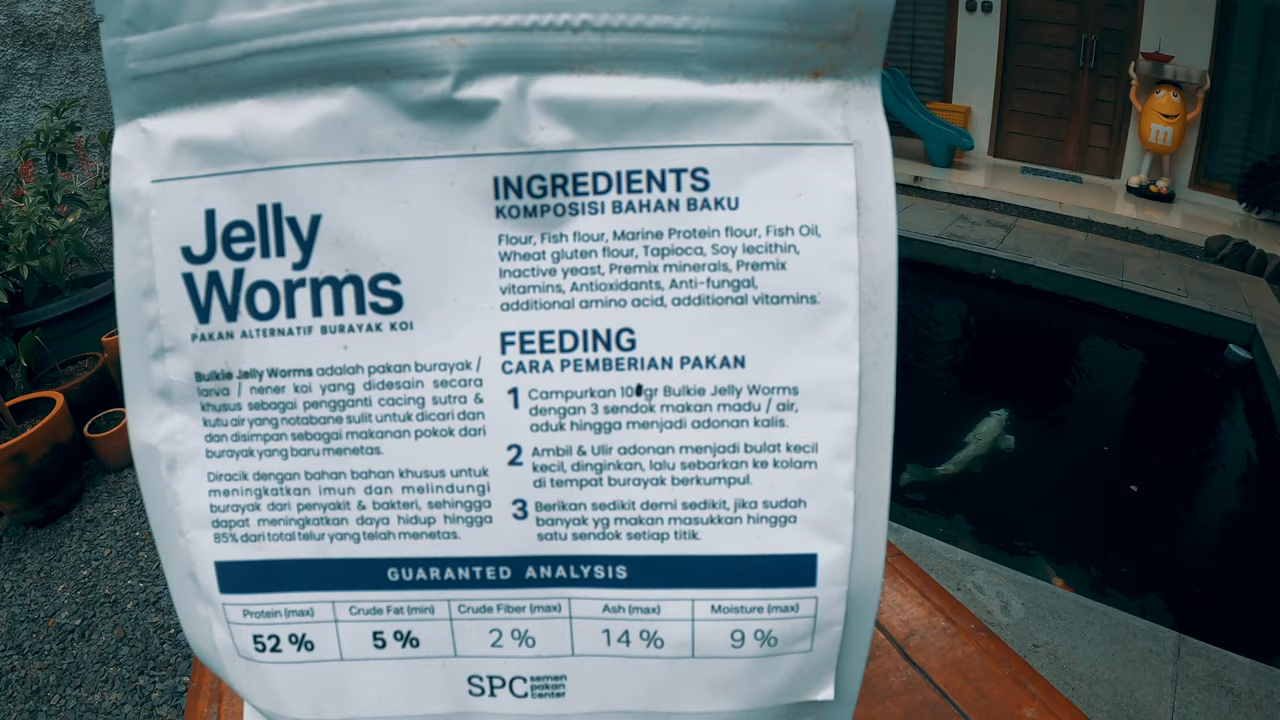 Jelly
Worms
PAKAN ALTERNATIF BURAYAK KOI
Bulkie Jelly Worms adalah pakan burayak /
larva / nener koi yang didesain secara
khusus sebagai pengganti cacing sutra &
kutu air yang notabane sulit untuk dicari dan
dan disimpan sebagai makanan pokok dari
burayak yang baru menetas.
Diracik dengan bahan bahan khusus untuk
meningkatkan imun dan melindungi
burayak dari penyakit & bakteri, sehingga
dapat meningkatkan daya hidup hingga
85% dari total telur yang telah menetas.
INGREDIENTS
KOMPOSISI BAHAN BAKU
Flour, Fish flour, Marine Protein flour, Fish Oil,
Wheat gluten flour, Tapioca, Soy lecithin,
Inactive yeast, Premix minerals, Premix
vitamins, Antioxidants, Anti-fungal,
additional amino acid, additional vitamins.
FEEDING
CARA PEMBERIAN PAKAN
1 Campurkan Bulkie Jelly Worms
dengan 3 sendok makan madu / air,
aduk hingga menjadi adonan kalis.
2 Ambil & Ulir adonan menjadi bulat kecil
kecil, dinginkan, lalu sebarkan ke kolam
di tempat burayak berkumpul.
3 Berikan sedikit demi sedikit, jika sudah
banyak yg makan masukkan hingga
satu sendok setiap titik.
GUARANTED ANALYSIS
Protein (max) Crude Fat (min) Crude Fiber (max) Ash (max) Moisture (max)
52 % 5 % 2 % 14 % 9 %
SPC semen
pakan
center
m